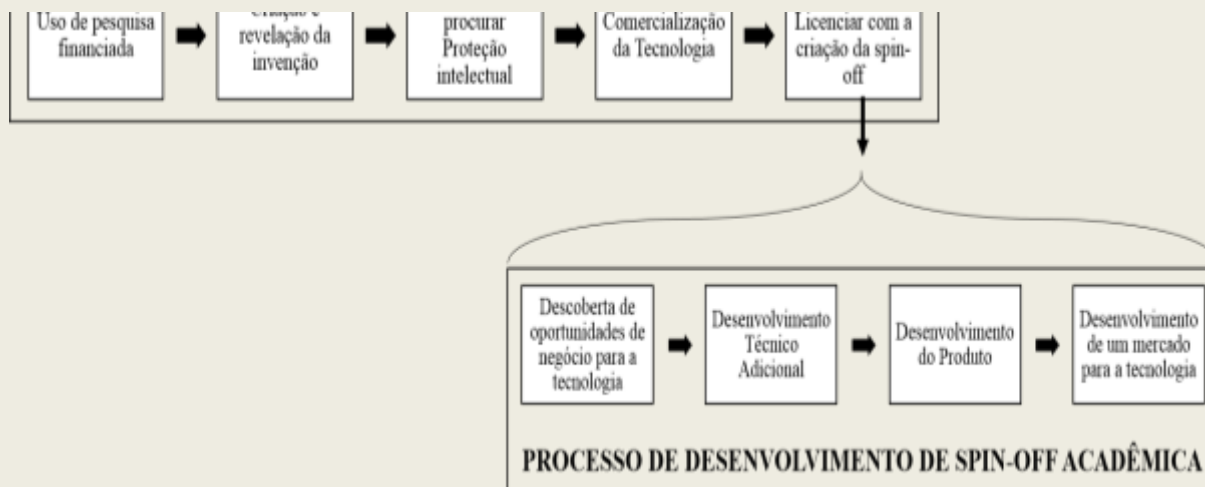 Uso de pesquisa
financiada
Criação e
revelação da
invenção
procurar
Proteção
intelectual
Comercialização
da Tecnologia
Licenciar com a
criação da spin-
off
Descoberta de
oportunidades de
negócio para a
tecnologia
Desenvolvimento
Técnico
Adicional
Desenvolvimento
do Produto
Desenvolvimento
de um mercado
para a tecnologia
PROCESSO DE DESENVOLVIMENTO DE SPIN-OFF ACADÊMICA